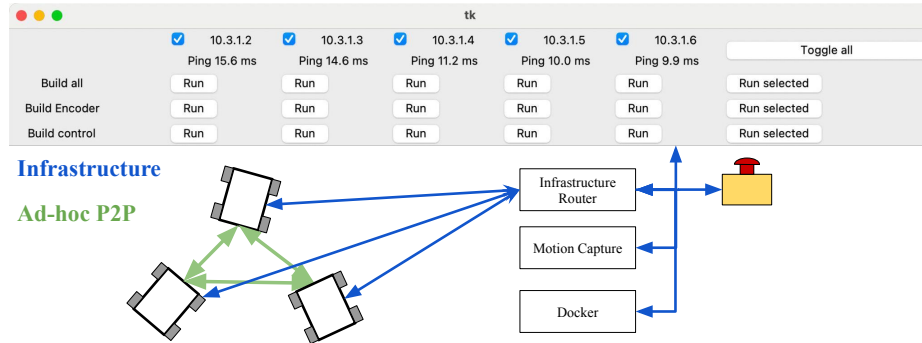 tk
10.3.1.2 10.3.1.3 10.3.1.4 10.3.1.5 10.3.1.6 Toggle all
Ping 15.6 ms Ping 14.6 ms Ping 11.2 ms Ping 10.0 ms Ping 9.9 ms
Build all Run Run Run Run Run Run selected
Build Encoder Run Run Run Run Run Run selected
Build control Run Run Run Run Run Run selected
Infrastructure
Ad-hoc P2P
Infrastructure
Router
Motion Capture
Docker